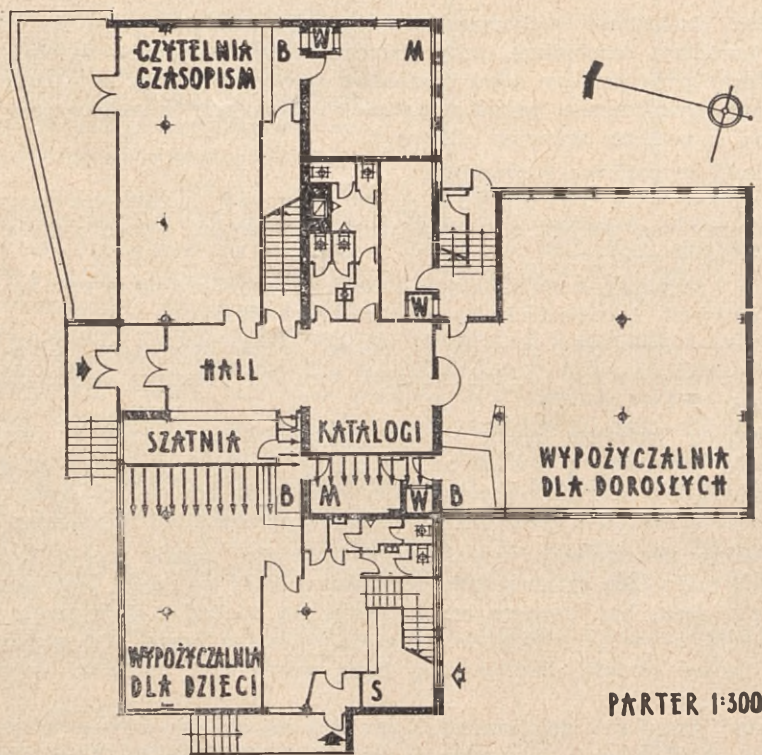 CZYTELNIA
CZASOPISM
B
W
M
W
HALL
SZATNIA
KATALOGI
WYPOŻYCZALNIA
DLA DOROSŁYCH
B
M
W
B
WYPOŻYCZALNIA
DLA DZIECI
S
PARTER 1:300